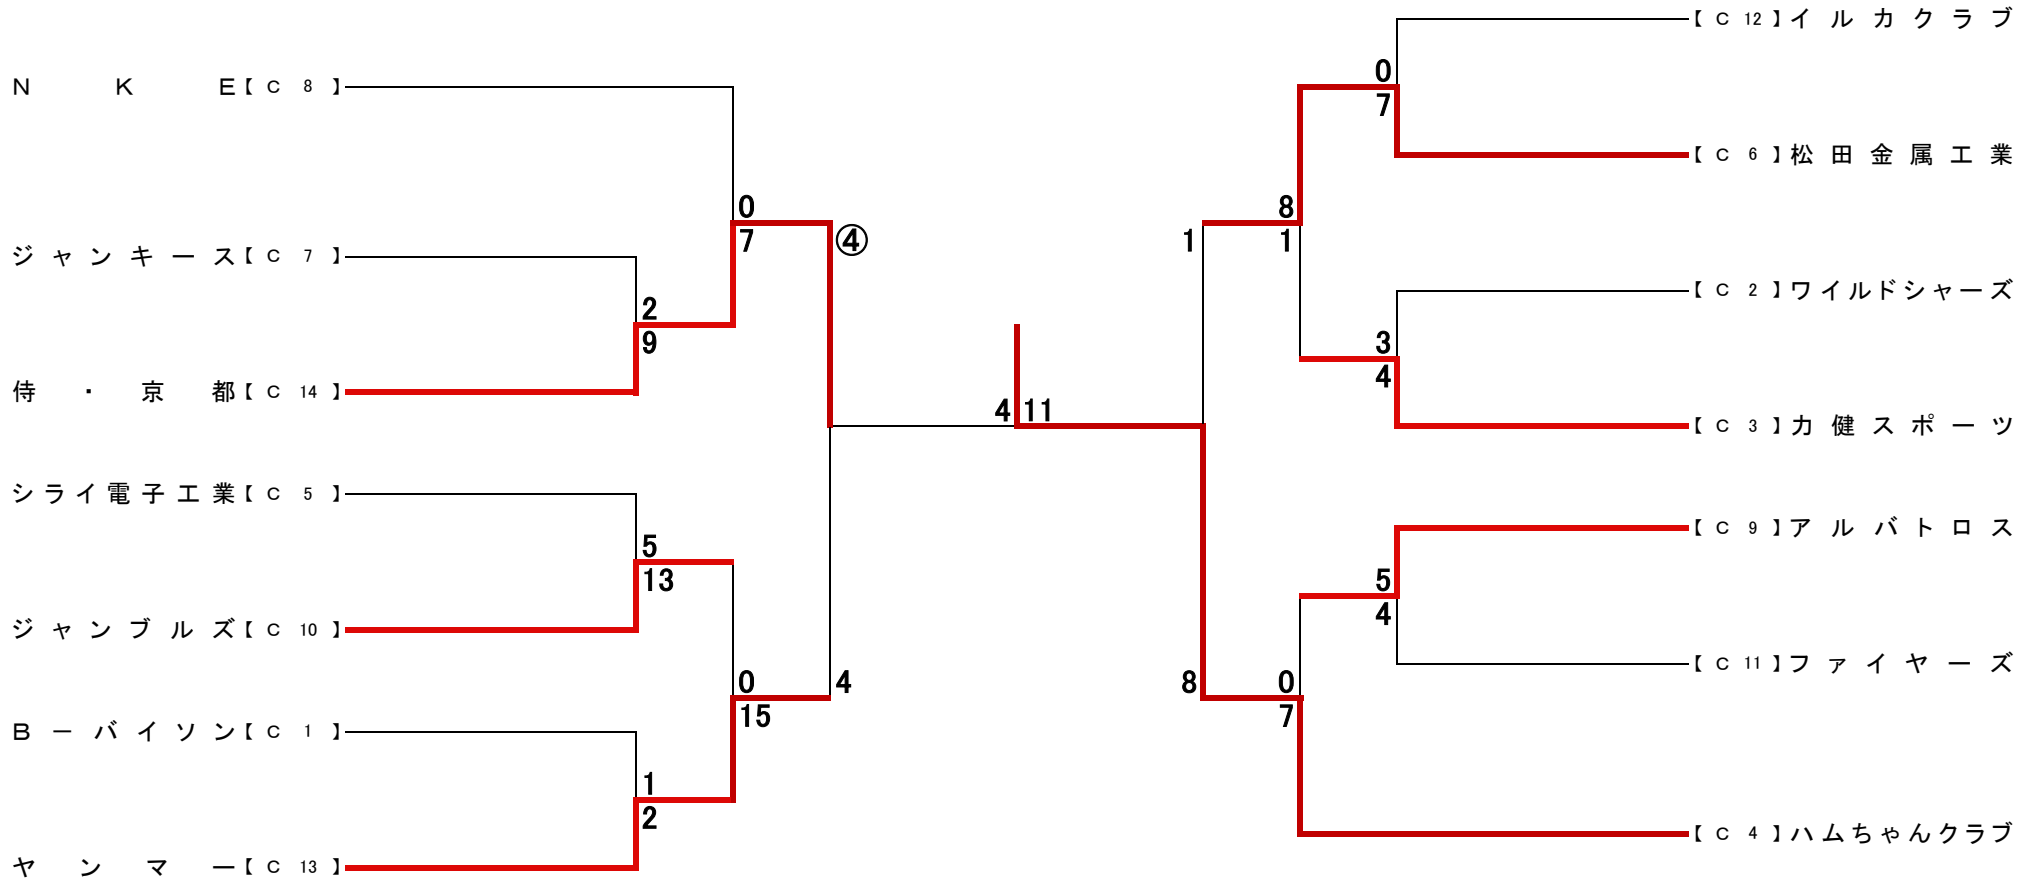 NKE【C 8】
ジャンキース【C 7】
侍・京都【C 14】
シライ電子工業【C 5】
ジャンブルズ【C 10】
B－バイソン【C 1】
ヤンマー【C 13】
0
7
④
2
9
5
13
0
15
4
1
2
4 11
1
8
8
1
0
7
3
4
5
4
0
7
【C 12】イルカクラブ
【C 6】松田金属工業
【C 2】ワイルドシャーズ
【C 3】力健スポーツ
【C 9】アルバトロス
【C 11】ファイヤーズ
【C 4】ハムちゃんクラブ